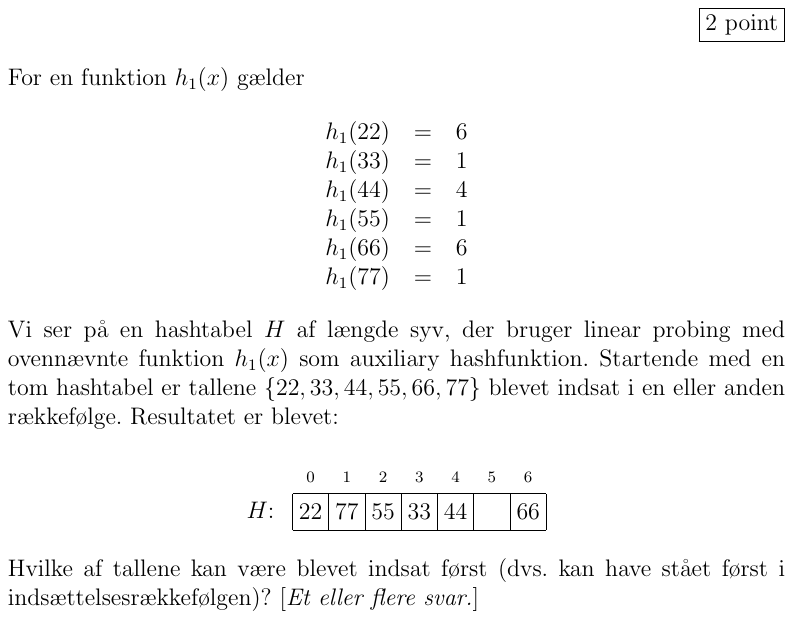 2 point
For en funktion h₁(x) gælder
h₁(22) = 6
h₁(33) = 1
h₁(44) = 4
h₁(55) = 1
h₁(66) = 6
h₁(77) = 1
Vi ser på en hashtabel H af længde syv, der bruger linear probing med
ovennævnte funktion h₁(x) som auxiliary hashfunktion. Startende med en
tom hashtabel er tallene {22, 33, 44, 55, 66, 77} blevet indsat i en eller anden
rækkefølge. Resultatet er blevet:
0 1 2 3 4 5 6
H: 22 77 55 33 44 66
Hvilke af tallene kan være blevet indsat først (dvs. kan have stået først i
indsættelsesrækkefølgen)? [Et eller flere svar.]